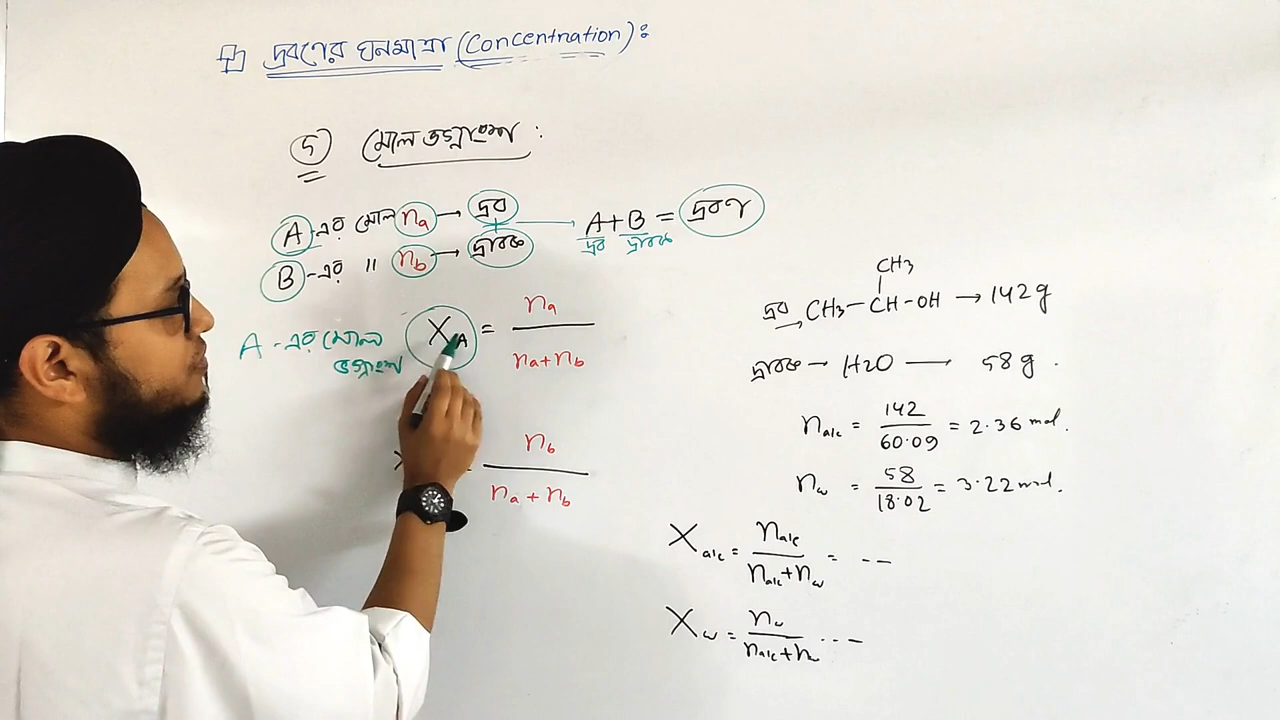 দ্রবণের ঘনমাত্রা (Concentration):
৫) মোল ভগ্নাংশ:
A-এর মোল na → দ্রব
B-এর " nb → দ্রাবক
A+B = দ্রবণ
দ্রব দ্রাবক
A-এর মোল ভগ্নাংশ
XA = na / na+nb
= nb / na + nb
CH3
দ্রব → CH3-CH-OH → 142g
দ্রাবক → H2O — 58g.
nalc = 142 / 60.09 = 2.36 mol.
nw = 58 / 18.02 = 3.22 mol.
Xalc = nalc / nalc+nw = --
Xw = nw / nalc+nw ---